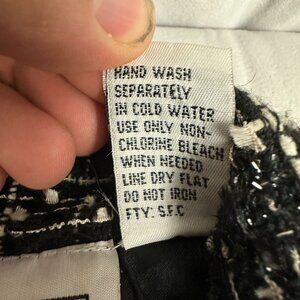 HAND WASH
SEPARATELY
IN COLD WATER
USE ONLY NON-
CHLORIME BLEACH
WHEN NEEDED
LINE DRY FLAT
DO NOT IRON
FTY: S.F.C